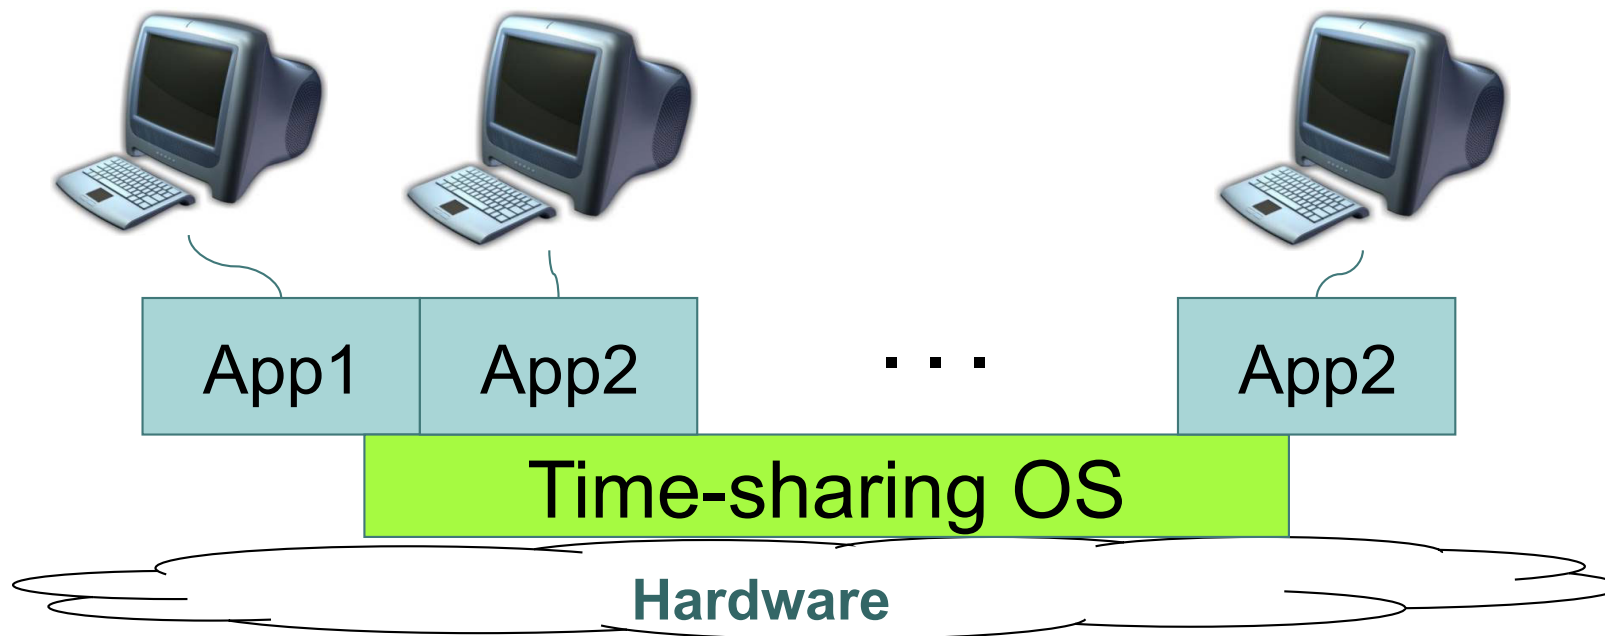 App1 App2 . . . App2
Time-sharing OS
Hardware